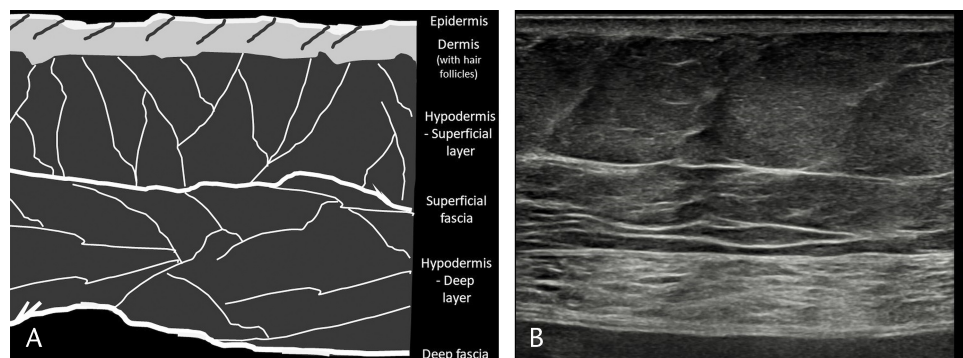 Epidermis
Dermis
(with hair
follicles)
Hypodermis
- Superficial
layer
Superficial
fascia
Hypodermis
- Deep
layer
Deep fascia
A
B